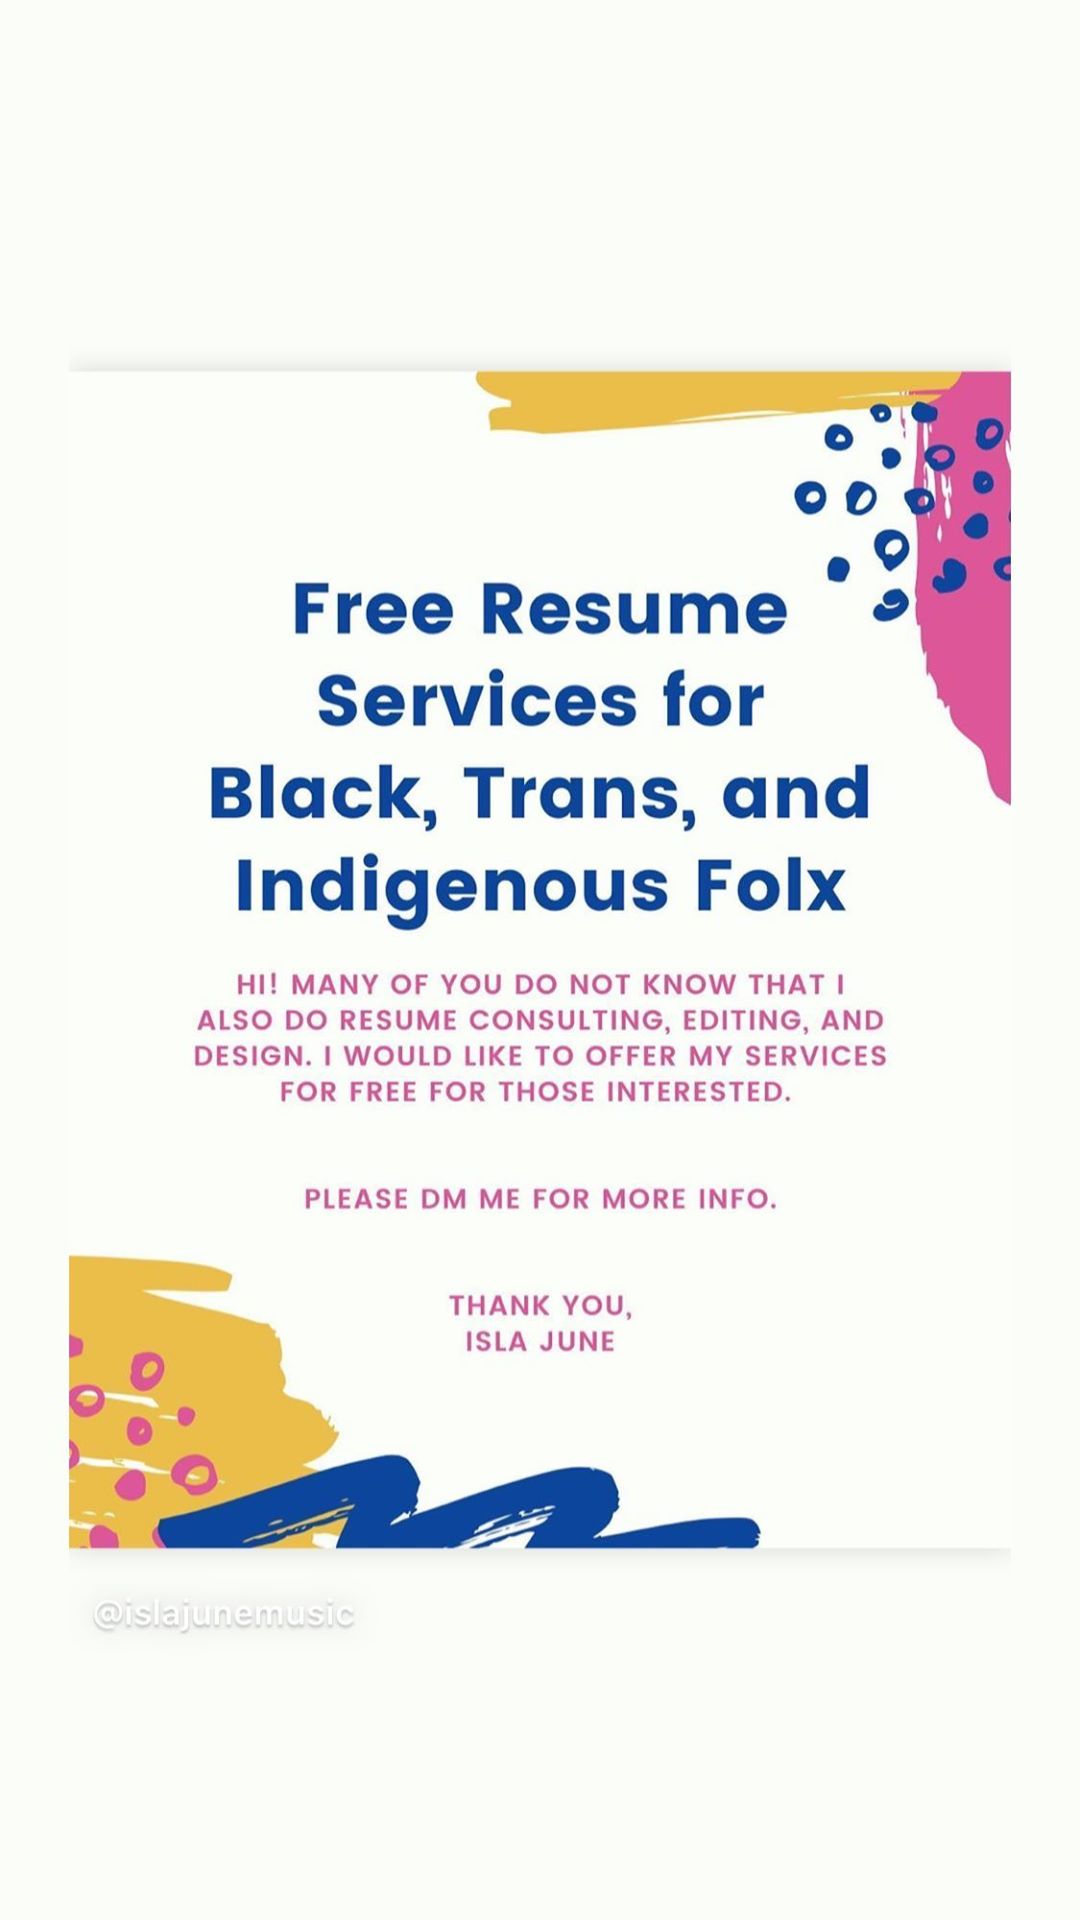 Free Resume
Services for
Black, Trans, and
Indigenous Folx
HI! MANY OF YOU DO NOT KNOW THAT I
ALSO DO RESUME CONSULTING, EDITING, AND
DESIGN. I WOULD LIKE TO OFFER MY SERVICES
FOR FREE FOR THOSE INTERESTED.
PLEASE DM ME FOR MORE INFO.
THANK YOU,
ISLA JUNE
@islajunemusic